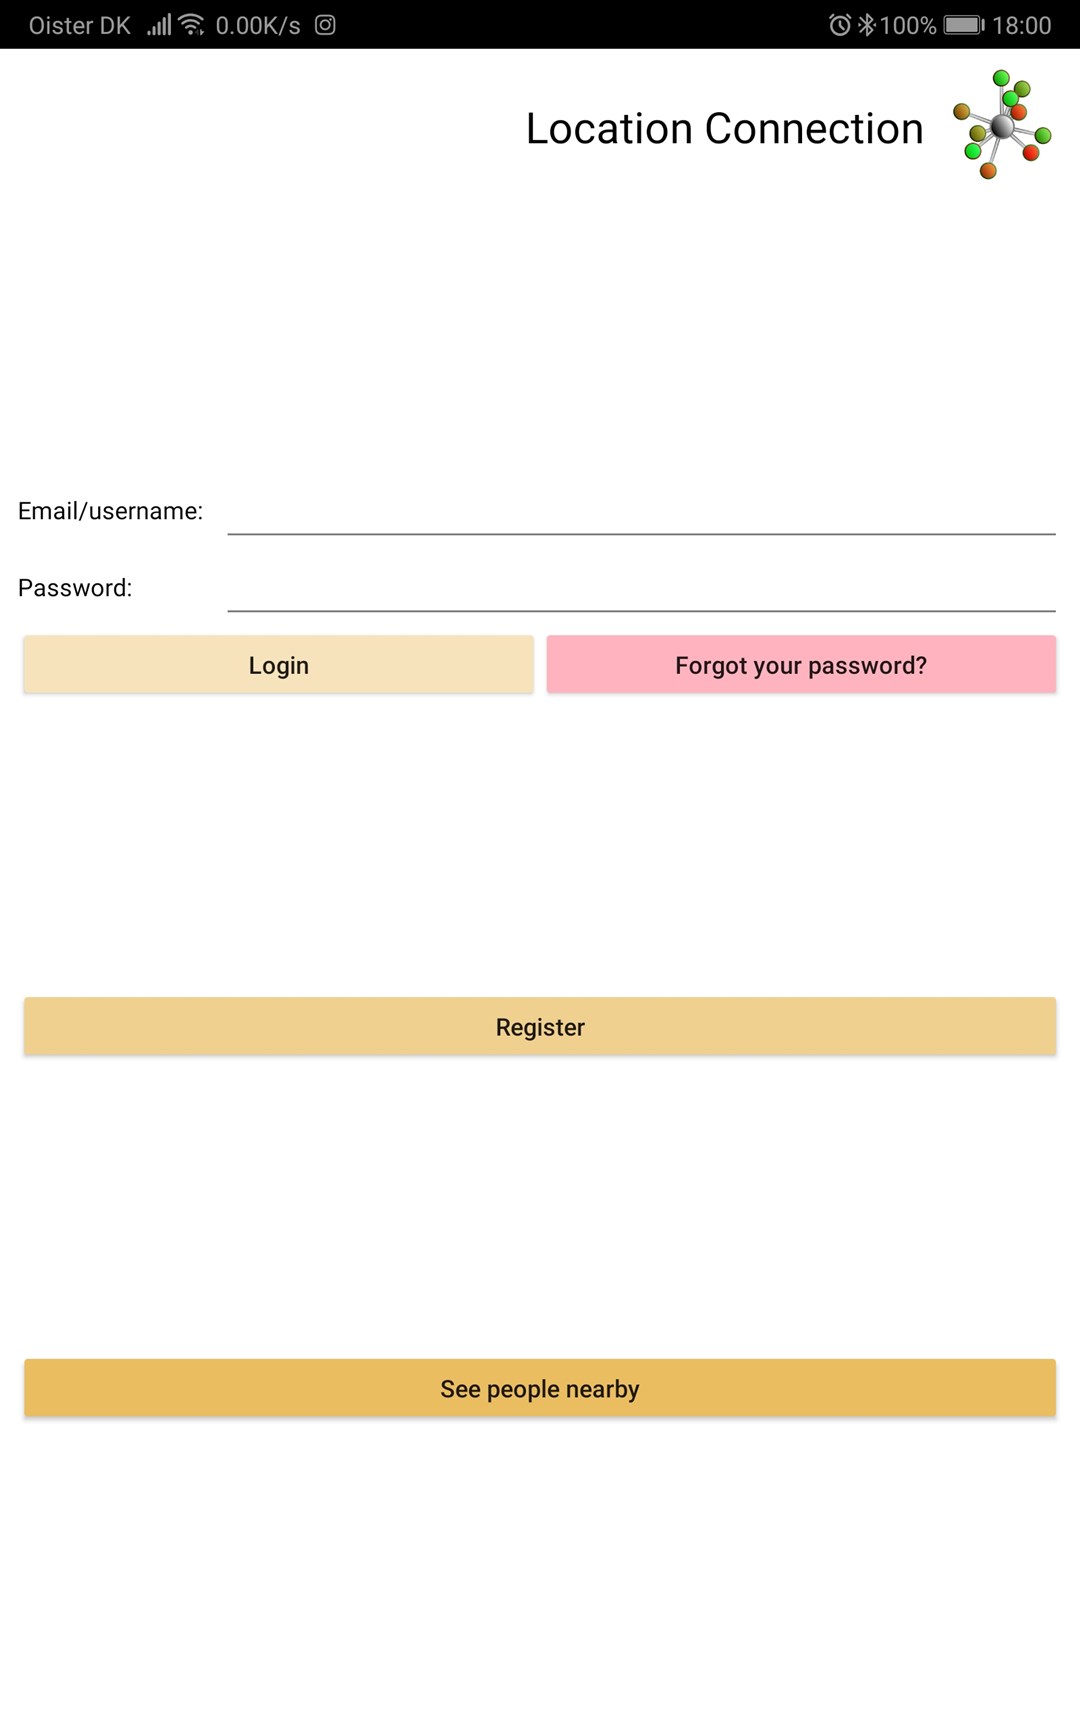 Oister DK 0.00K/s 100% 18:00
Location Connection
Email/username:
Password:
Login Forgot your password?
Register
See people nearby